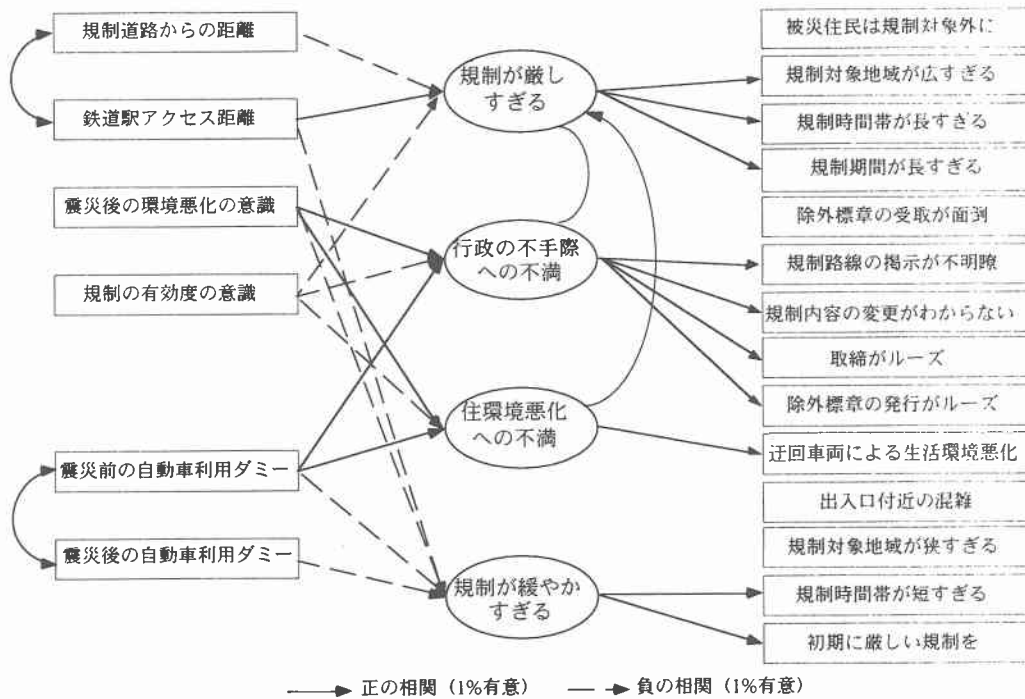 規制道路からの距離
鉄道駅アクセス距離
震災後の環境悪化の意識
規制の有効度の意識
震災前の自動車利用ダミー
震災後の自動車利用ダミー
規制が厳し
すぎる
行政の不手際
への不満
住環境悪化
への不満
規制が緩やか
すぎる
被災住民は規制対象外に
規制対象地域が広すぎる
規制時間帯が長すぎる
規制期間が長すぎる
除外標章の受取が面倒
規制路線の掲示が不明瞭
規制内容の変更がわからない
取締がルーズ
除外標章の発行がルーズ
迂回車両による生活環境悪化
出入口付近の混雑
規制対象地域が狭すぎる
規制時間帯が短すぎる
初期に厳しい規制を
正の相関（1%有意）
負の相関（1%有意）